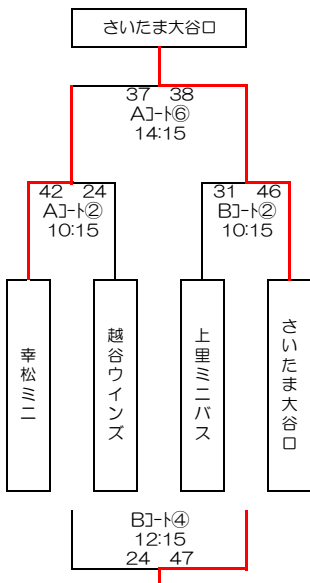 さいたま大谷口
37 38
Aｺｰﾄ⑥
14:15
42 24
Aｺｰﾄ②
10:15
31 46
Bｺｰﾄ②
10:15
幸松ミニ
越谷ウインズ
上里ミニバス
さいたま大谷口
Bｺｰﾄ④
12:15
24 47